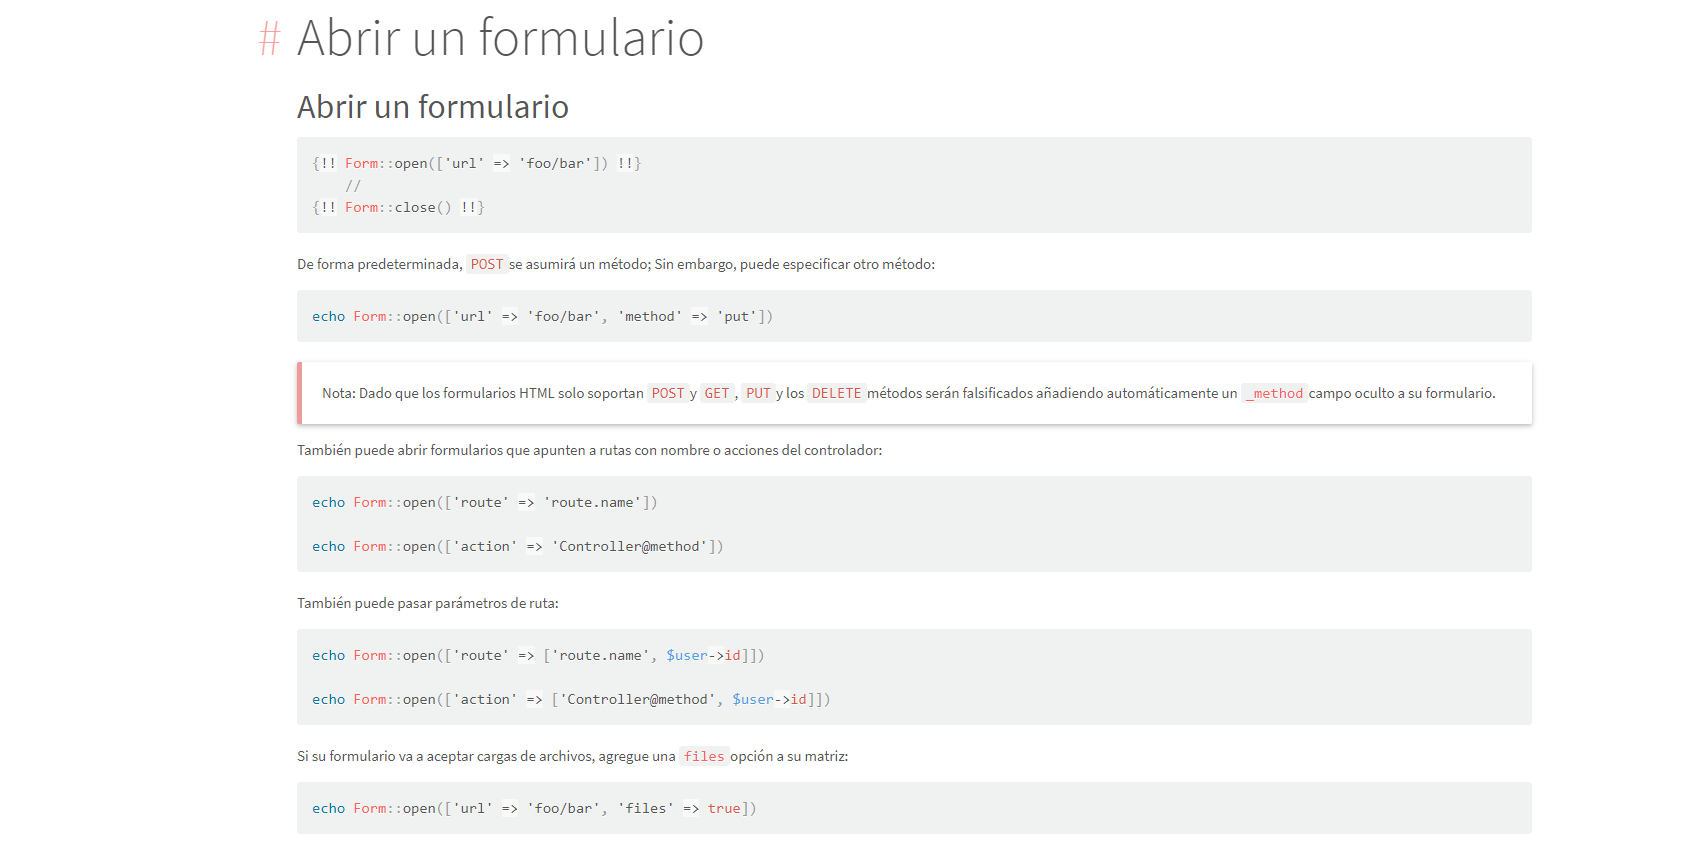 # Abrir un formulario
Abrir un formulario
{!! Form::open(['url' => 'foo/bar']) !!}
//
{!! Form::close() !!}
De forma predeterminada, POST se asumirá un método; Sin embargo, puede especificar otro método:
echo Form::open(['url' => 'foo/bar', 'method' => 'put'])
Nota: Dado que los formularios HTML solo soportan POST y GET , PUT y los DELETE métodos serán falsificados añadiendo automáticamente un _method campo oculto a su formulario.
También puede abrir formularios que apunten a rutas con nombre o acciones del controlador:
echo Form::open(['route' => 'route.name'])
echo Form::open(['action' => 'Controller@method'])
También puede pasar parámetros de ruta:
echo Form::open(['route' => ['route.name', $user->id]])
echo Form::open(['action' => ['Controller@method', $user->id]])
Si su formulario va a aceptar cargas de archivos, agregue una files opción a su matriz:
echo Form::open(['url' => 'foo/bar', 'files' => true])